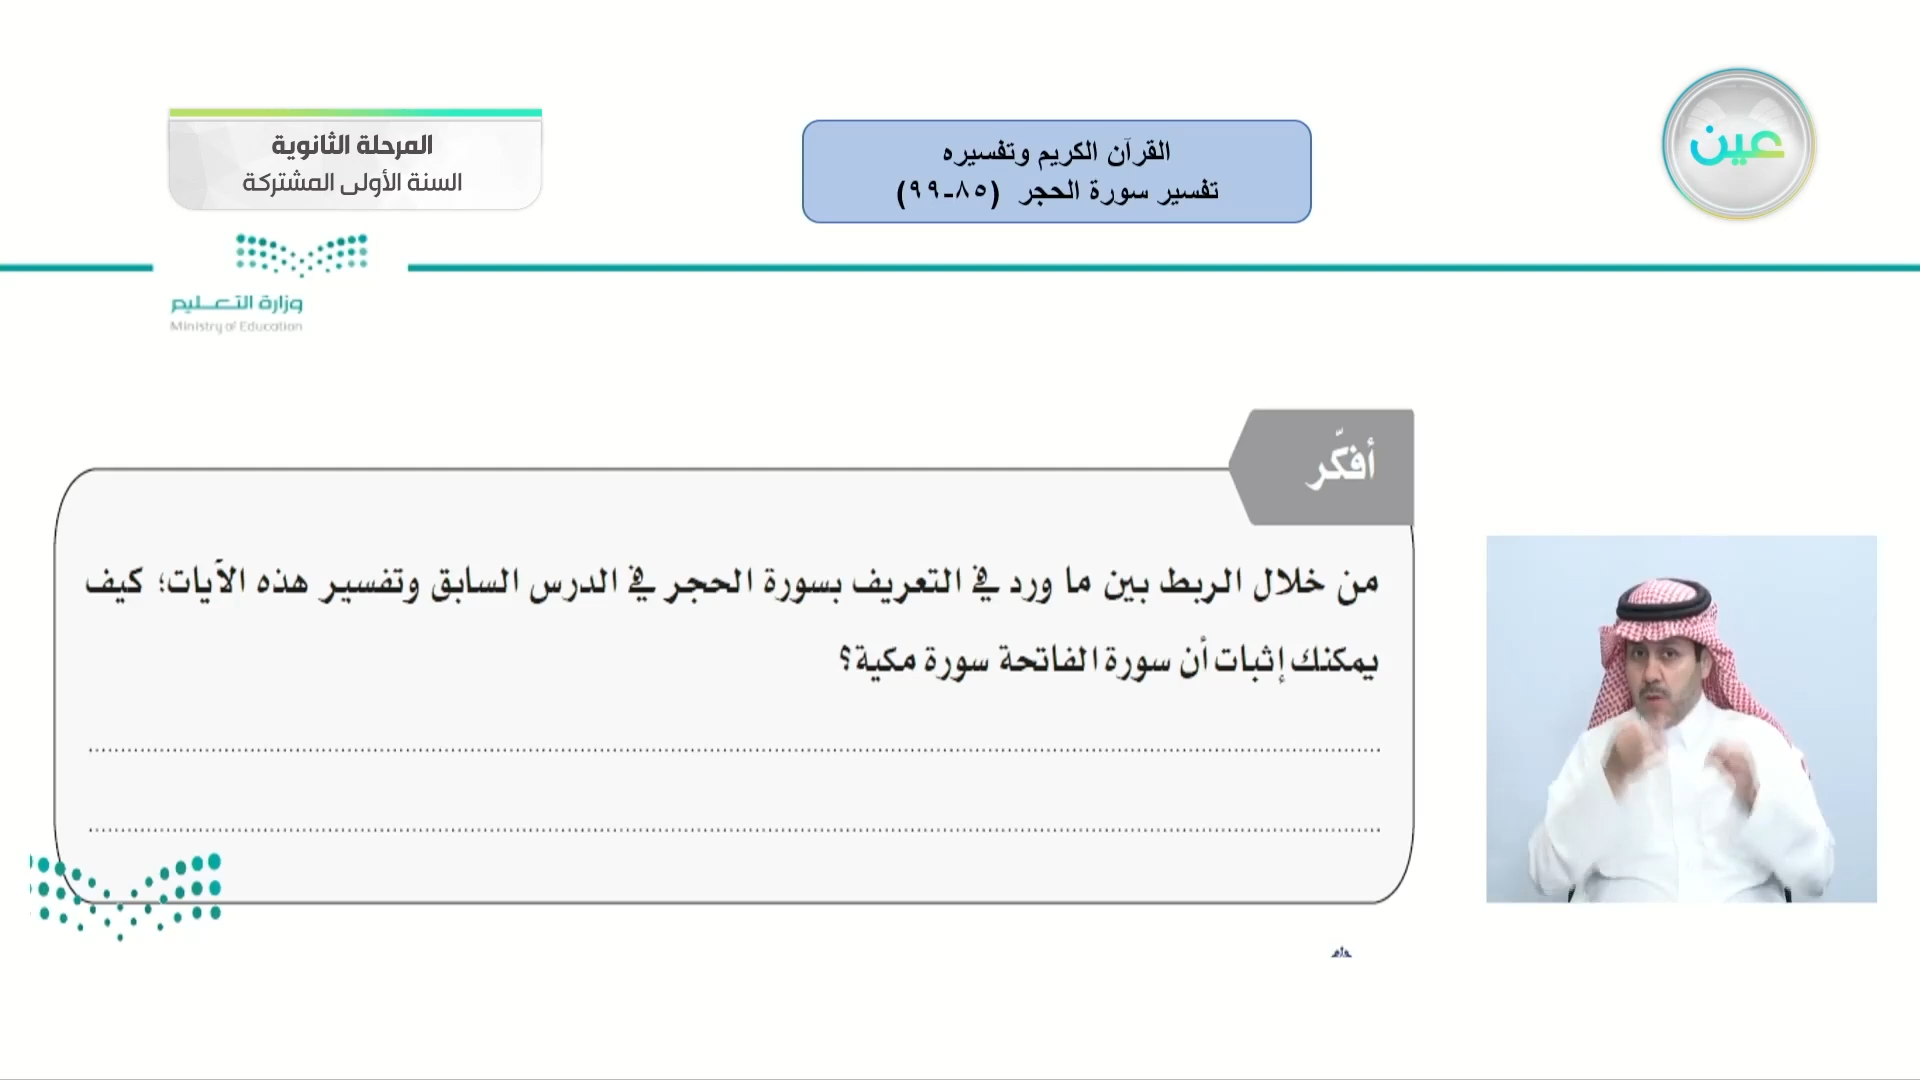 عين
القرآن الكريم وتفسيره
تفسير سورة الحجر (٨٥-٩٩)
المرحلة الثانوية
السنة الأولى المشتركة
وزارة التعليم
Ministry of Education
أفكّر
من خلال الربط بين ما ورد في التعريف بسورة الحجر في الدرس السابق وتفسير هذه الآيات؛ كيف
يمكنك إثبات أن سورة الفاتحة سورة مكية؟